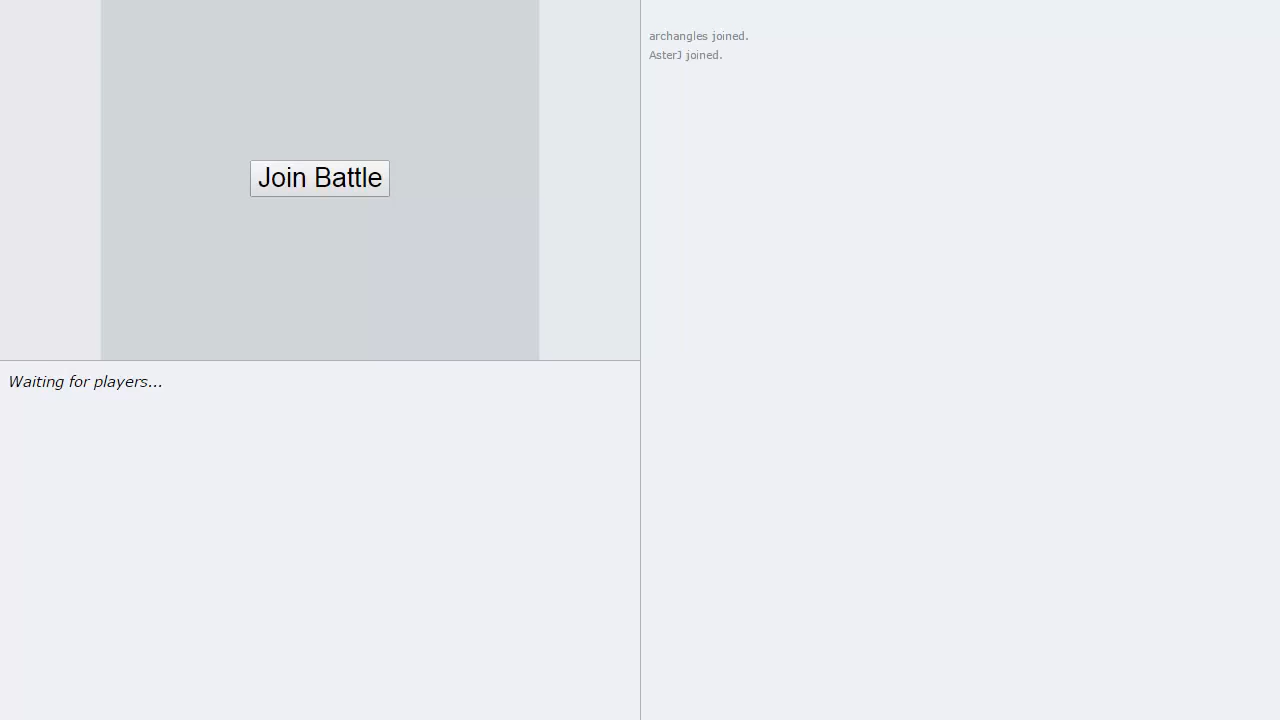 Join Battle
Waiting for players...
archangles joined.
AsterJ joined.